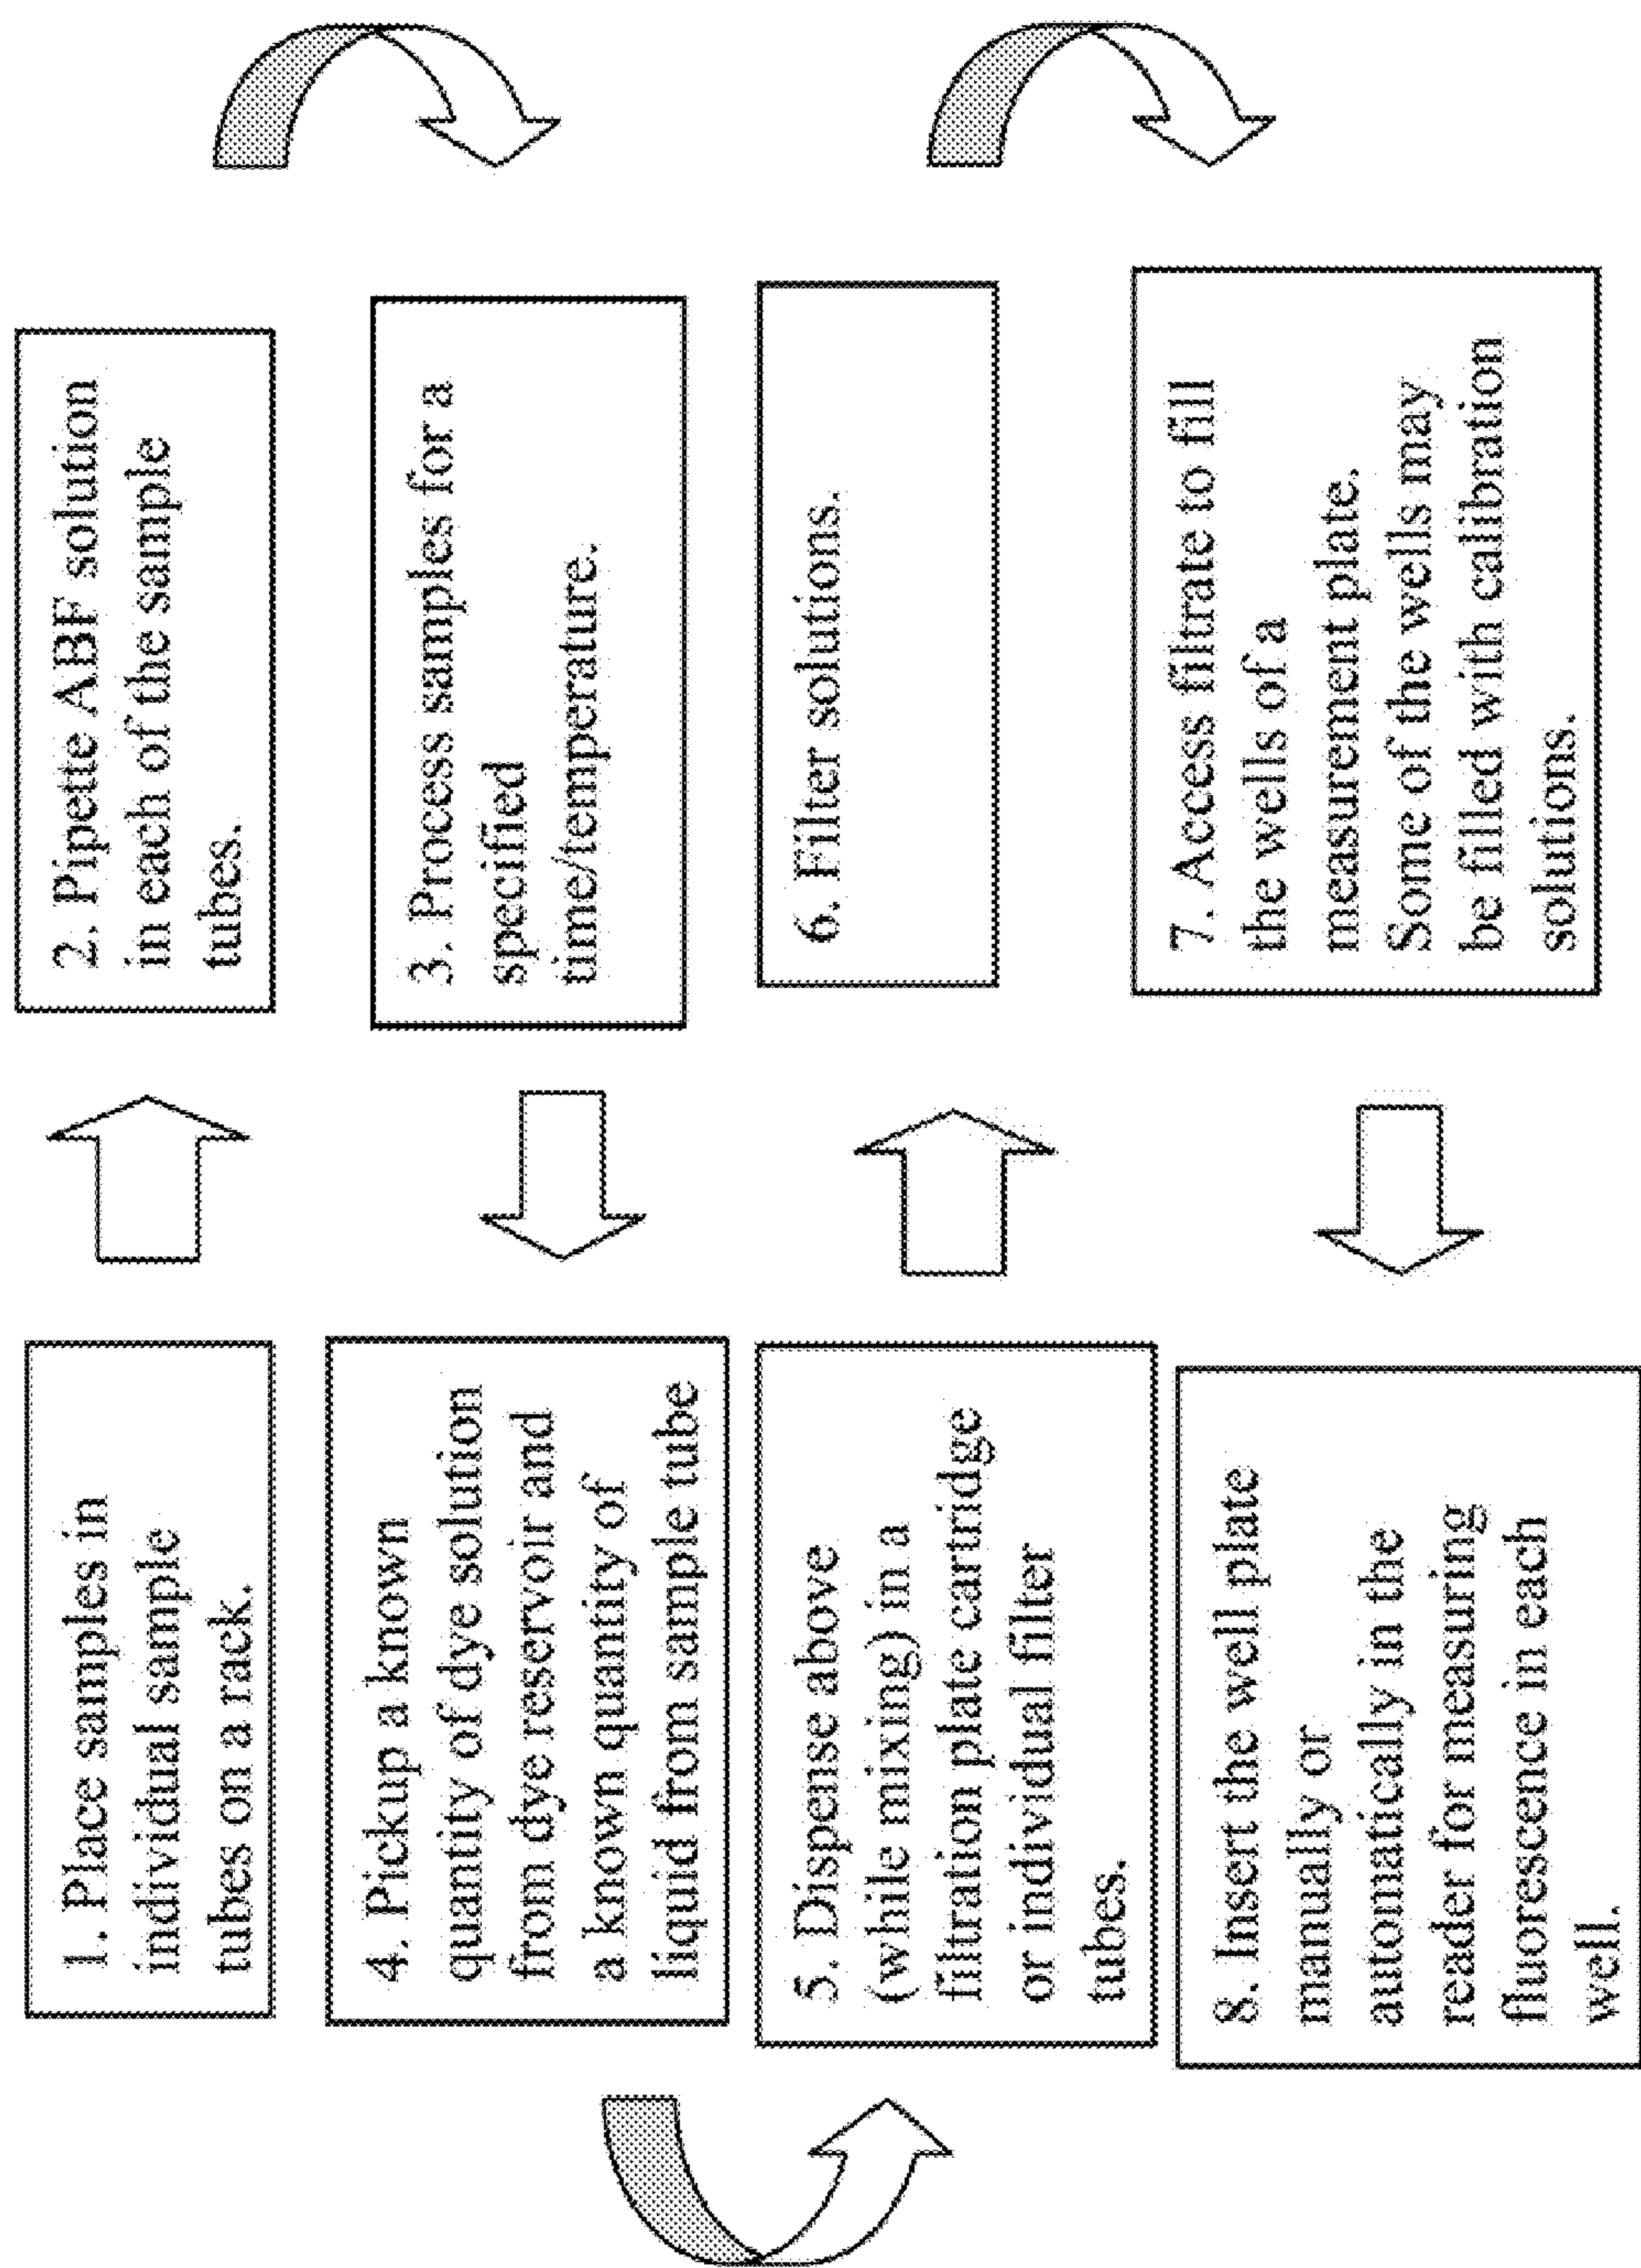 1. Place samples in
individual sample
tubes on a rack.
2. Pipette ABF solution
in each of the sample
tubes.
3. Process samples for a
specified
time/temperature.
4. Pickup a known
quantity of dye solution
from dye reservoir and
a known quantity of
liquid from sample tube
5. Dispense above
(while mixing) in a
filtration plate cartridge
or individual filter
tubes.
6. Filter solutions.
7. Access filtrate to fill
the wells of a
measurement plate.
Some of the wells may
be filled with calibration
solutions.
8. Insert the well plate
manually or
automatically in the
reader for measuring
fluorescence in each
well.